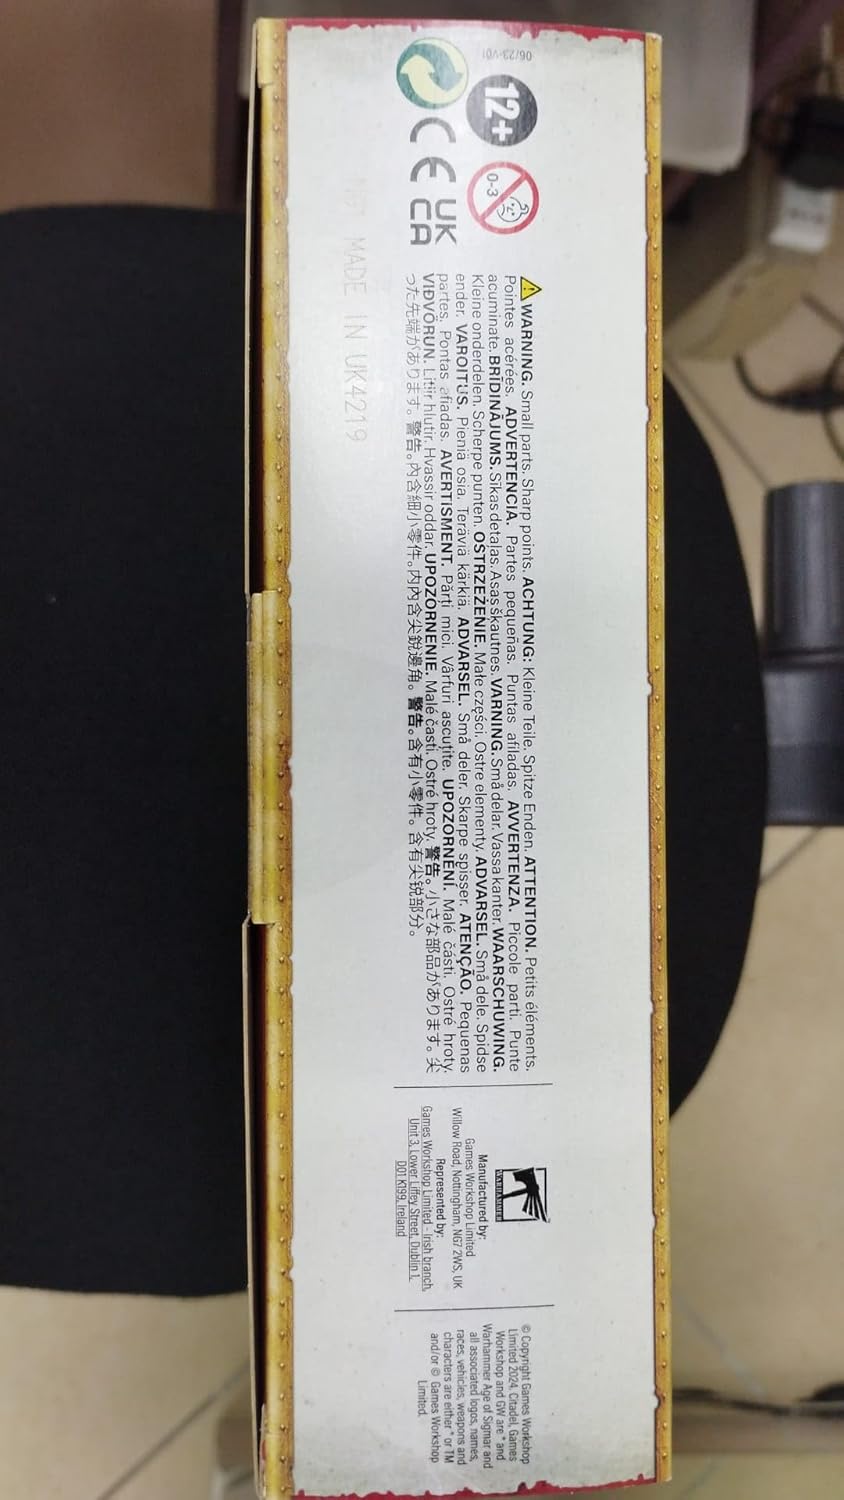 06/23-V01
12+
0-3
CE
UK
CA
WARNING. Small parts. Sharp points. ACHTUNG: Kleine Teile. Spitze Enden. ATTENTION. Petits éléments.
Pointes acérées. ADVERTENCIA. Partes pequeñas. Puntas afiladas. AVVERTENZA. Piccole parti. Punte
acuminate. BRĪDINĀJUMS. Sīkas detaļas. Asas šķautnes. VARNING. Små delar. Vassa kanter. WAARSCHUWING.
Kleine onderdelen. Scherpe punten. OSTRZEŻENIE. Małe części. Ostre elementy. ADVARSEL. Små dele. Spidse
ender. VAROITUS. Pieniä osia. Teräviä kärkiä. ADVARSEL. Små deler. Skarpe spisser. ATENÇÃO. Pequenas
partes. Pontas afiadas. AVERTISMENT. Părți mici. Vârfuri ascuțite. UPOZORNĚNÍ. Malé části. Ostré hroty.
VIÐVÖRUN. Litlir hlutir. Hvassir oddar. UPOZORNENIE. Malé časti. Ostré hroty. 警告。小さな部品があります。尖
った先端があります。警告。內含細小零件。内內含尖銳邊角。警告。含有小零件。含有尖锐部分。
MADE IN UK4219
WARHAMMER
Manufactured by:
Games Workshop Limited
Willow Road, Nottingham, NG7 2WS, UK
Represented by:
Games Workshop Limited - Irish branch,
Unit 3, Lower Liffey Street, Dublin 1,
D01 K199, Ireland
© Copyright Games Workshop
Limited 2024. Citadel, Games
Workshop and GW are ® and
Warhammer Age of Sigmar and
all associated logos, names,
races, vehicles, weapons and
characters are either ® or TM
and/or © Games Workshop
Limited.